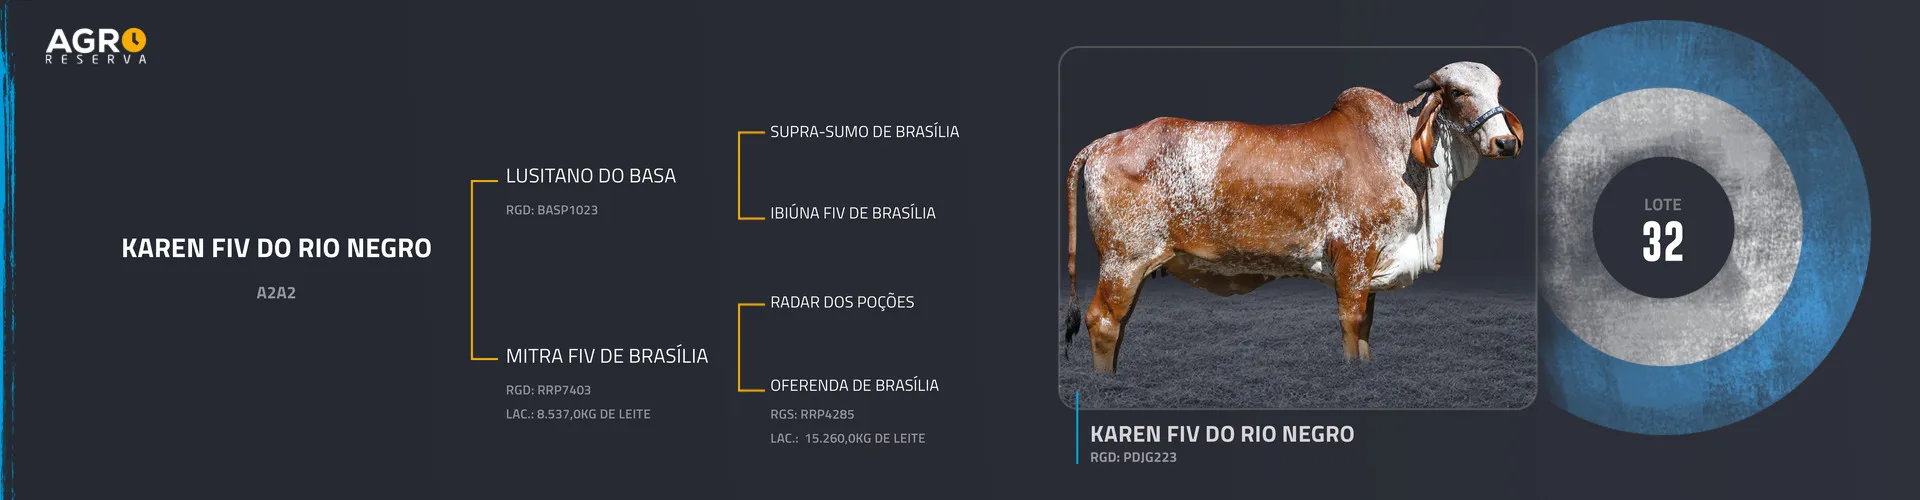 AGRO
RESERVA
KAREN FIV DO RIO NEGRO
A2A2
LUSITANO DO BASA
RGD: BASP1023
MITRA FIV DE BRASÍLIA
RGD: RRP7403
LAC.: 8.537,0KG DE LEITE
SUPRA-SUMO DE BRASÍLIA
IBIÚNA FIV DE BRASÍLIA
RADAR DOS POÇÕES
OFERENDA DE BRASÍLIA
RGS: RRP4285
LAC.: 15.260,0KG DE LEITE
KAREN FIV DO RIO NEGRO
RGD: PDJG223
LOTE
32